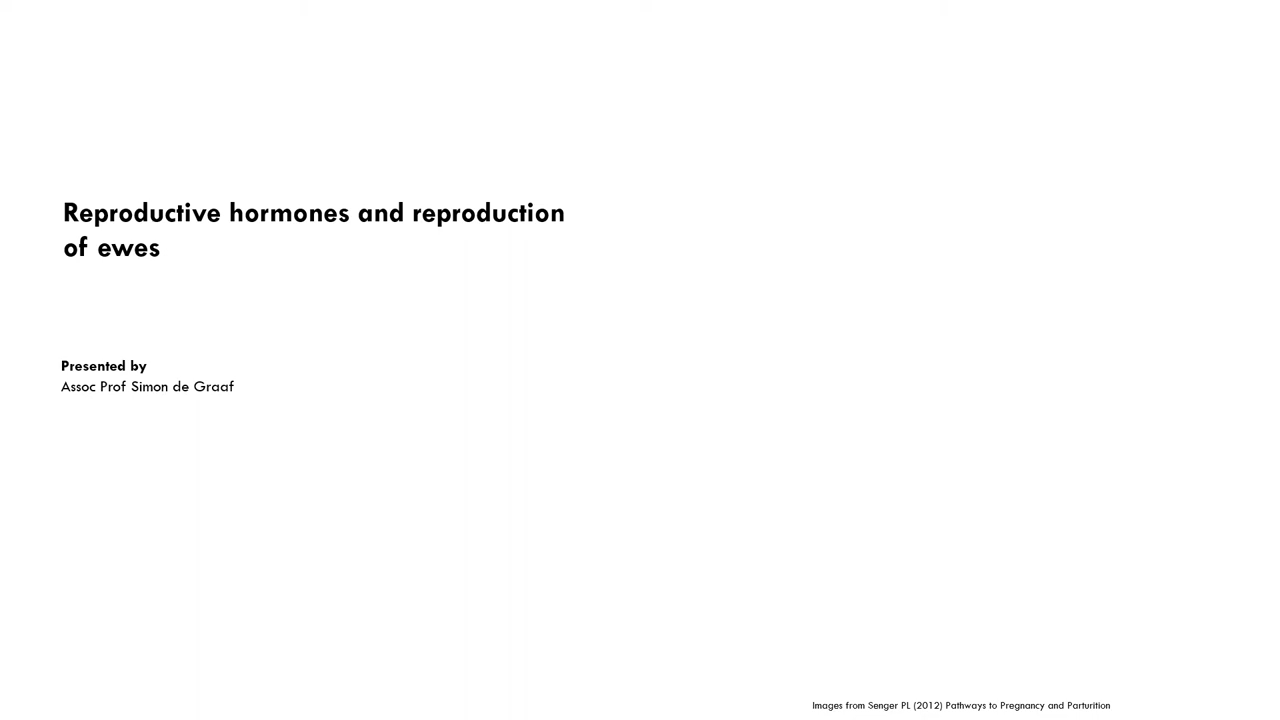 Reproductive hormones and reproduction
of ewes
Presented by
Assoc Prof Simon de Graaf
Images from Senger PL (2012) Pathways to Pregnancy and Parturition